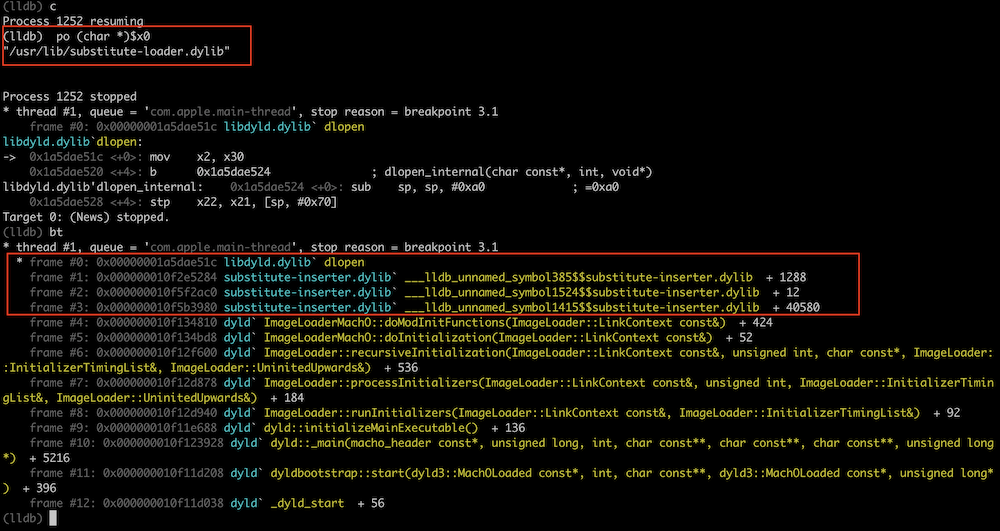 (lldb) c
Process 1252 resuming
(lldb)  po (char *)$x0
"/usr/lib/substitute-loader.dylib"
Process 1252 stopped
* thread #1, queue = 'com.apple.main-thread', stop reason = breakpoint 3.1
    frame #0: 0x00000001a5dae51c libdyld.dylib` dlopen
libdyld.dylib`dlopen:
->  0x1a5dae51c <+0>: mov    x2, x30
    0x1a5dae520 <+4>: b      0x1a5dae524               ; dlopen_internal(char const*, int, void*)
libdyld.dylib'dlopen_internal:    0x1a5dae524 <+0>: sub    sp, sp, #0xa0             ; =0xa0
    0x1a5dae528 <+4>: stp    x22, x21, [sp, #0x70]
Target 0: (News) stopped.
(lldb) bt
* thread #1, queue = 'com.apple.main-thread', stop reason = breakpoint 3.1
  * frame #0: 0x00000001a5dae51c libdyld.dylib` dlopen
    frame #1: 0x000000010f2e5284 substitute-inserter.dylib` ___lldb_unnamed_symbol385$$substitute-inserter.dylib  + 1288
    frame #2: 0x000000010f5f2ac0 substitute-inserter.dylib` ___lldb_unnamed_symbol1524$$substitute-inserter.dylib  + 12
    frame #3: 0x000000010f5b3980 substitute-inserter.dylib` ___lldb_unnamed_symbol1415$$substitute-inserter.dylib  + 40580
    frame #4: 0x000000010f134810 dyld` ImageLoaderMachO::doModInitFunctions(ImageLoader::LinkContext const&)  + 424
    frame #5: 0x000000010f134bd8 dyld` ImageLoaderMachO::doInitialization(ImageLoader::LinkContext const&)  + 52
    frame #6: 0x000000010f12f600 dyld` ImageLoader::recursiveInitialization(ImageLoader::LinkContext const&, unsigned int, char const*, ImageLoader:
:InitializerTimingList&, ImageLoader::UninitedUpwards&)  + 536
    frame #7: 0x000000010f12d878 dyld` ImageLoader::processInitializers(ImageLoader::LinkContext const&, unsigned int, ImageLoader::InitializerTimin
gList&, ImageLoader::UninitedUpwards&)  + 184
    frame #8: 0x000000010f12d940 dyld` ImageLoader::runInitializers(ImageLoader::LinkContext const&, ImageLoader::InitializerTimingList&)  + 92
    frame #9: 0x000000010f11e688 dyld` dyld::initializeMainExecutable()  + 136
    frame #10: 0x000000010f123928 dyld` dyld::_main(macho_header const*, unsigned long, int, char const**, char const**, char const**, unsigned long
*)  + 5216
    frame #11: 0x000000010f11d208 dyld` dyldbootstrap::start(dyld3::MachOLoaded const*, int, char const**, dyld3::MachOLoaded const*, unsigned long*
)  + 396
    frame #12: 0x000000010f11d038 dyld` _dyld_start  + 56
(lldb)